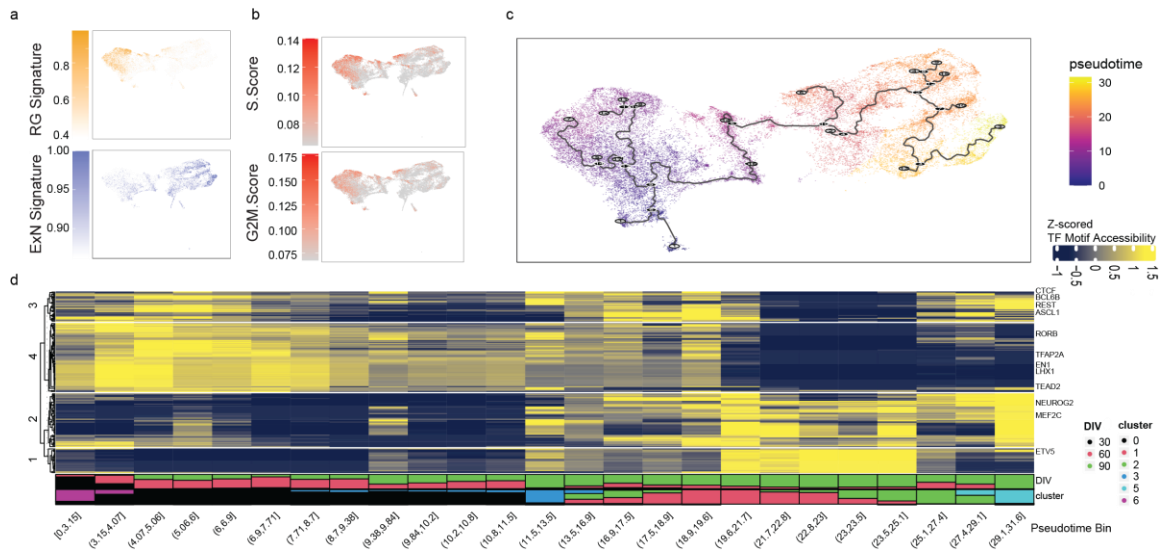 a
RG Signature
0.8
0.6
0.4
ExN Signature
1.00
0.95
0.90
b
S.Score
0.14
0.12
0.10
0.08
G2M.Score
0.175
0.150
0.125
0.100
0.075
c
pseudotime
30
20
10
0
Z-scored
TF Motif Accessibility
-1
-0.5
0
0.5
1
1.5
d
3
4
2
1
CTCF
BCL6B
REST
ASCL1
RORB
TFAP2A
EN1
LHX1
TEAD2
NEUROG2
MEF2C
ETV5
DIV
cluster
DIV
30
60
90
cluster
0
1
2
3
5
6
[0,3.15]
(3.15,4.07]
(4.07,5.06]
(5.06,6]
(6,6.9]
(6.9,7.71]
(7.71,8.7]
(8.7,9.38]
(9.38,9.84]
(9.84,10.2]
(10.2,10.8]
(10.8,11.5]
(11.5,13.5]
(13.5,16.9]
(16.9,17.5]
(17.5,18.9]
(18.9,19.6]
(19.6,21.7]
(21.7,22.8]
(22.8,23]
(23,23.5]
(23.5,25.1]
(25.1,27.4]
(27.4,29.1]
(29.1,31.6]
Pseudotime Bin